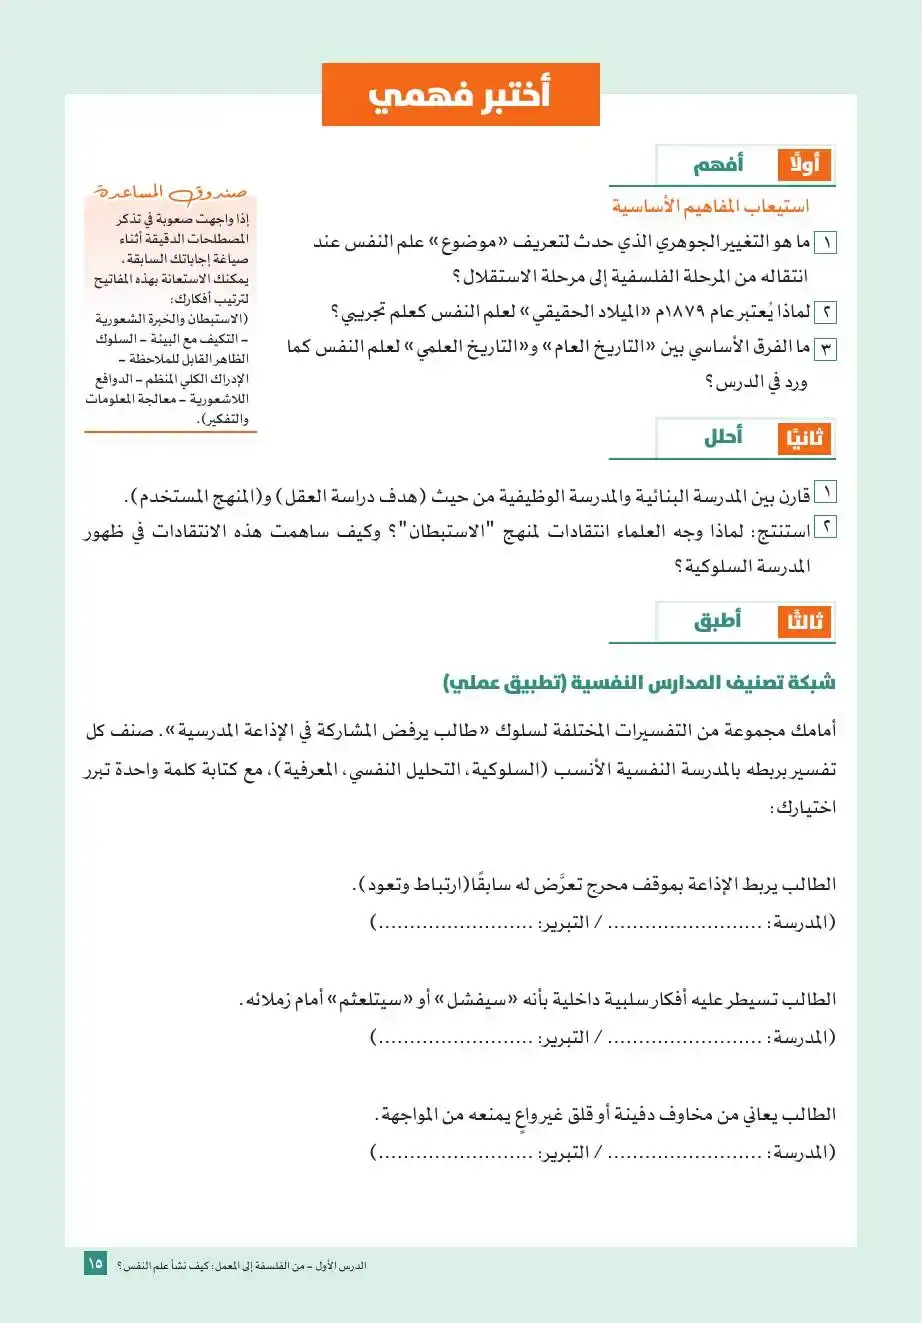 أختبر فهمي
أولًا أفهم
استيعاب المفاهيم الأساسية
١ ما هو التغيير الجوهري الذي حدث لتعريف «موضوع» علم النفس عند
انتقاله من المرحلة الفلسفية إلى مرحلة الاستقلال؟
٢ لماذا يُعتبر عام ١٨٧٩م «الميلاد الحقيقي» لعلم النفس كعلم تجريبي؟
٣ ما الفرق الأساسي بين «التاريخ العام» و«التاريخ العلمي» لعلم النفس كما
ورد في الدرس؟
صندوق المساعدة
إذا واجهت صعوبة في تذكر
المصطلحات الدقيقة أثناء
صياغة إجاباتك السابقة،
يمكنك الاستعانة بهذه المفاتيح
لترتيب أفكارك:
(الاستبطان والخبرة الشعورية
– التكيف مع البيئة – السلوك
الظاهر القابل للملاحظة –
الإدراك الكلي المنظم – الدوافع
اللاشعورية – معالجة المعلومات
والتفكير).
ثانيًا أحلل
١ قارن بين المدرسة البنائية والمدرسة الوظيفية من حيث (هدف دراسة العقل) و(المنهج المستخدم).
٢ استنتج: لماذا وجه العلماء انتقادات لمنهج "الاستبطان"؟ وكيف ساهمت هذه الانتقادات في ظهور
المدرسة السلوكية؟
ثالثًا أطبق
شبكة تصنيف المدارس النفسية (تطبيق عملي)
أمامك مجموعة من التفسيرات المختلفة لسلوك «طالب يرفض المشاركة في الإذاعة المدرسية». صنف كل
تفسير بربطه بالمدرسة النفسية الأنسب (السلوكية، التحليل النفسي، المعرفية)، مع كتابة كلمة واحدة تبرر
اختيارك:
الطالب يربط الإذاعة بموقف محرج تعرَّض له سابقًا(ارتباط وتعود).
(المدرسة: ......................... / التبرير: .........................)
الطالب تسيطر عليه أفكار سلبية داخلية بأنه «سيفشل» أو «سيتلعثم» أمام زملائه.
(المدرسة: ......................... / التبرير: .........................)
الطالب يعاني من مخاوف دفينة أو قلق غير واعٍ يمنعه من المواجهة.
(المدرسة: ......................... / التبرير: .........................)
الدرس الأول – من الفلسفة إلى المعمل: كيف نشأ علم النفس؟ ١٥